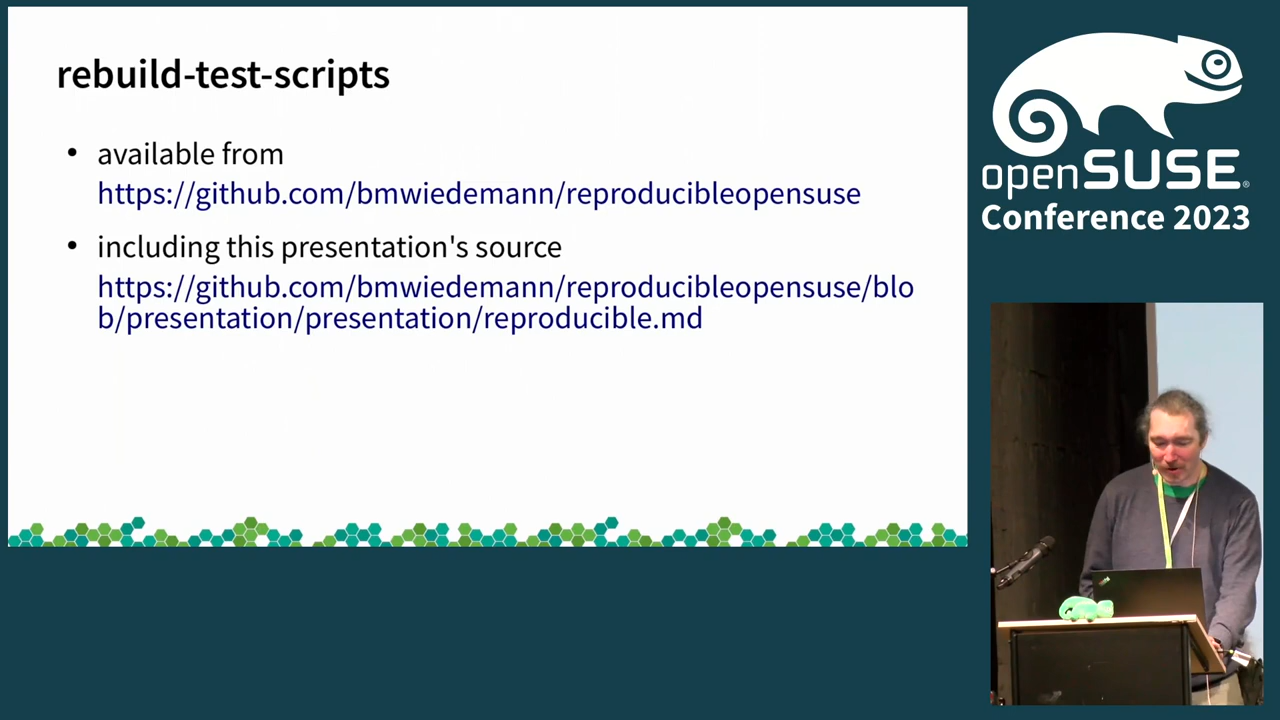 rebuild-test-scripts
• available from
https://github.com/bmwiedemann/reproducibleopensuse
• including this presentation's source
https://github.com/bmwiedemann/reproducibleopensuse/blo
b/presentation/presentation/reproducible.md
openSUSE®
Conference 2023